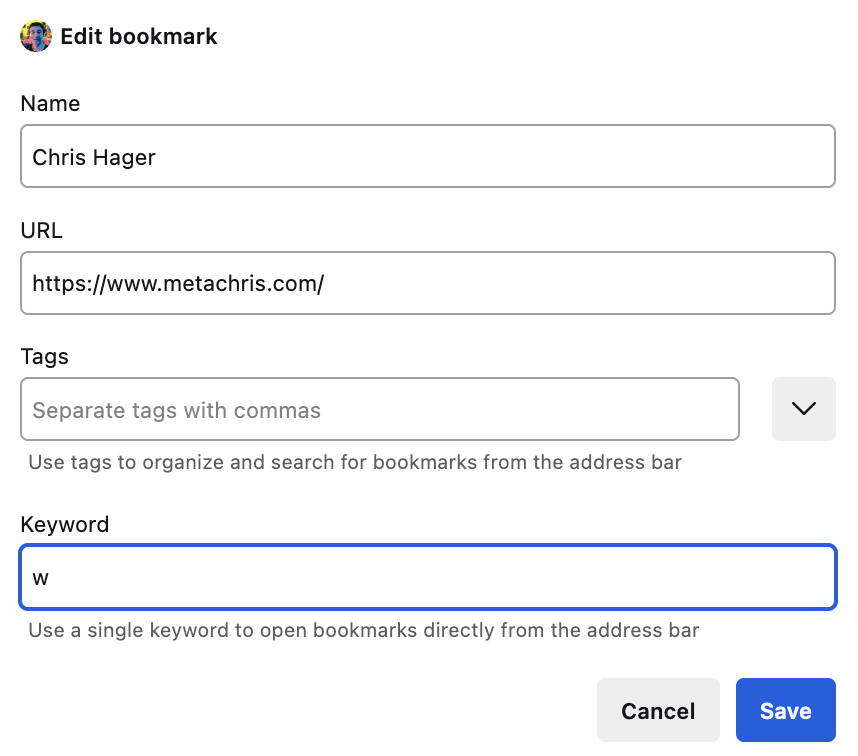 Edit bookmark
Name
Chris Hager
URL
https://www.metachris.com/
Tags
Separate tags with commas
Use tags to organize and search for bookmarks from the address bar
Keyword
w
Use a single keyword to open bookmarks directly from the address bar
Cancel Save